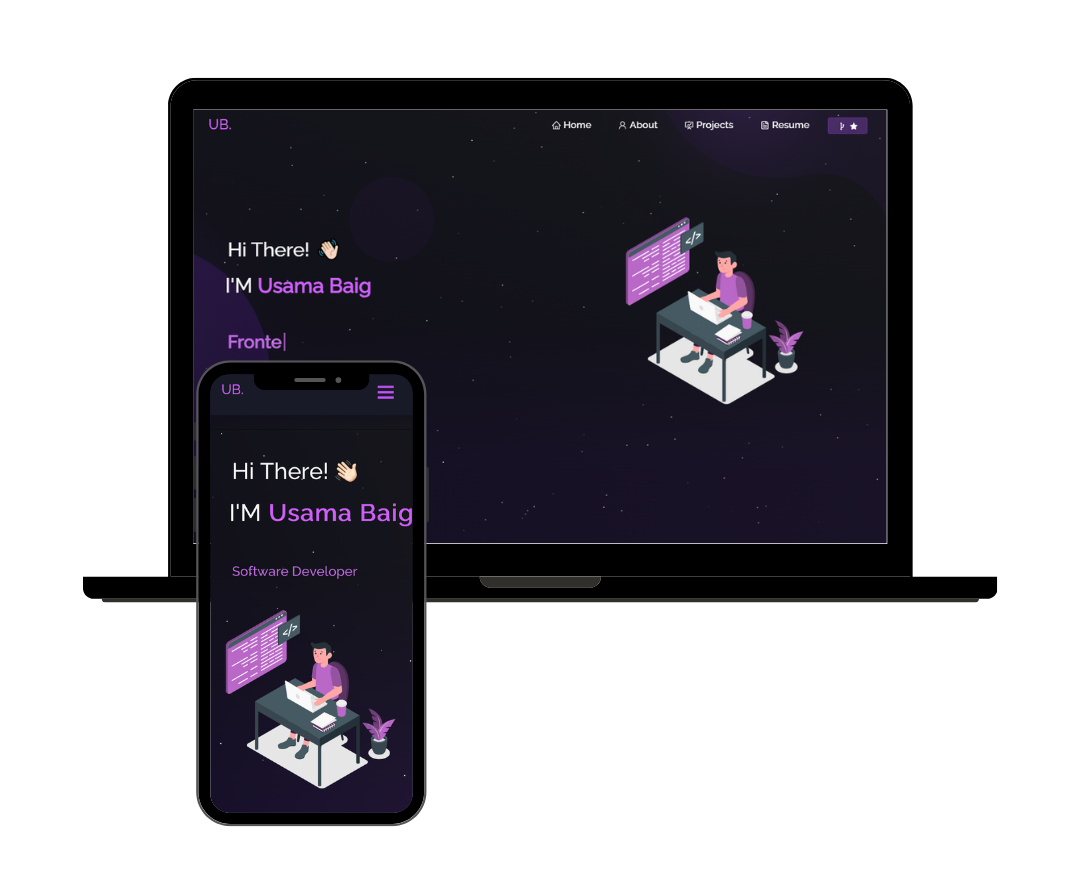 UB.
Home About Projects Resume
</>
Hi There! 👋🏻
I'M Usama Baig
Fronte|
UB.
Hi There! 👋🏻
I'M Usama Baig
Software Developer
</>